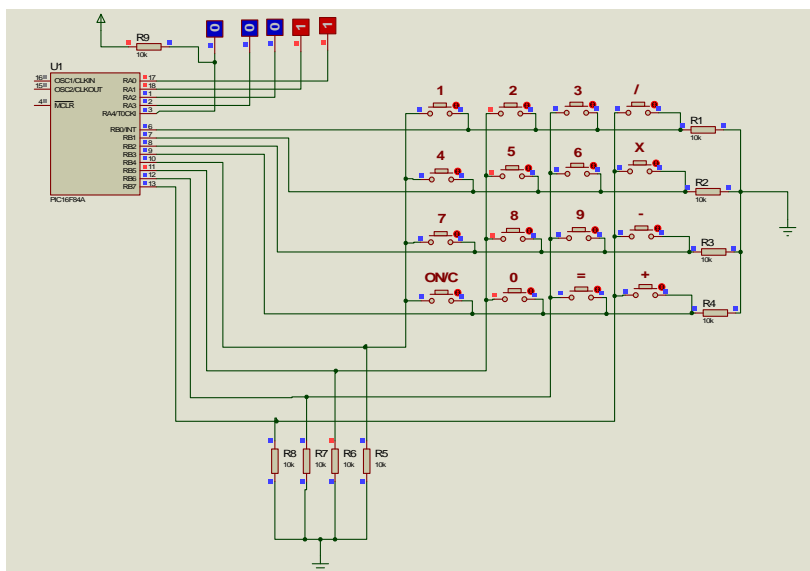 0 0 0 1 1
R9
10k
U1
16 OSC1/CLKIN RA0 17
15 OSC2/CLKOUT RA1 18
RA2 1
4 MCLR RA3 2
RA4/T0CKI 3
RB0/INT 6
RB1 7
RB2 8
RB3 9
RB4 10
RB5 11
RB6 12
RB7 13
PIC16F84A
1 2 3 /
R1
10k
4 5 6 X
R2
10k
7 8 9 -
R3
10k
ON/C 0 = +
R4
10k
R8 R7 R6 R5
10k 10k 10k 10k